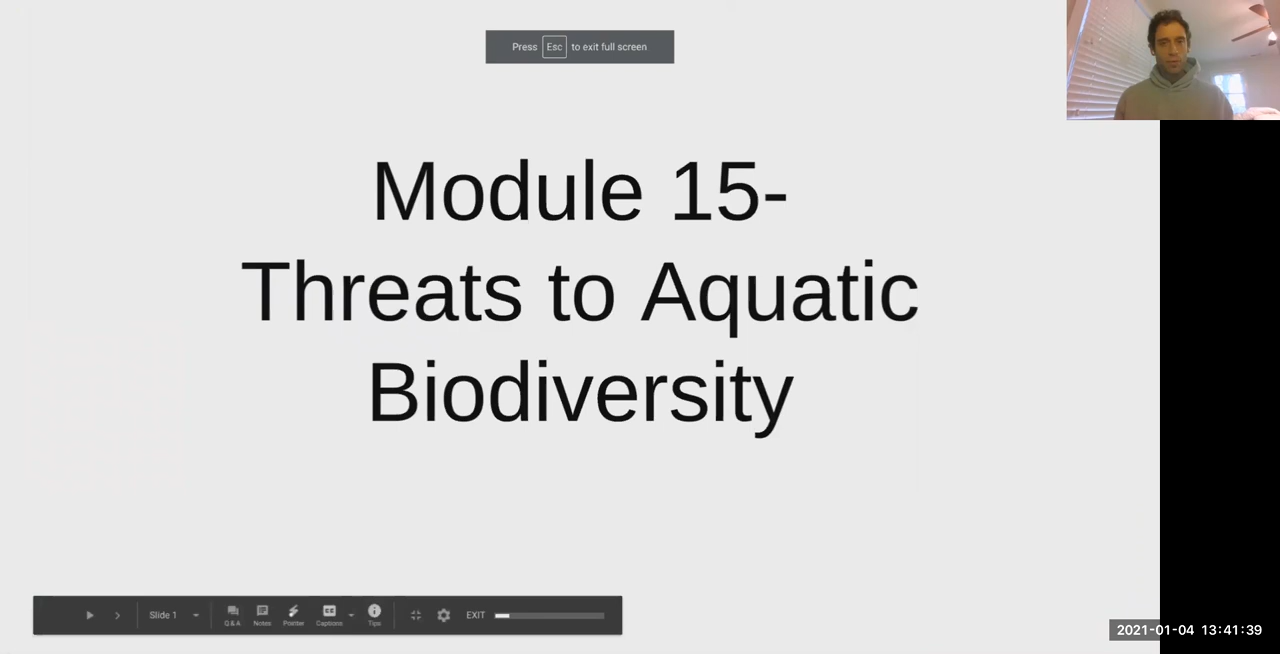 Press Esc to exit full screen
Module 15-
Threats to Aquatic
Biodiversity
Slide 1
Q&A
Notes
Pointer
Captions
Tips
EXIT
2021-01-04 13:41:39